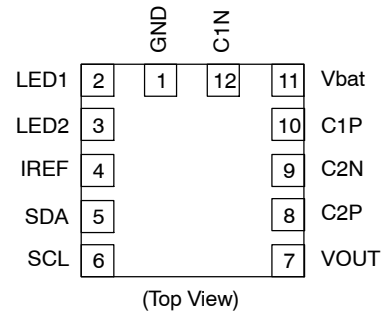 GND C1N
LED1 2 1 12 11 Vbat
LED2 3 10 C1P
IREF 4 9 C2N
SDA 5 8 C2P
SCL 6 7 VOUT
(Top View)